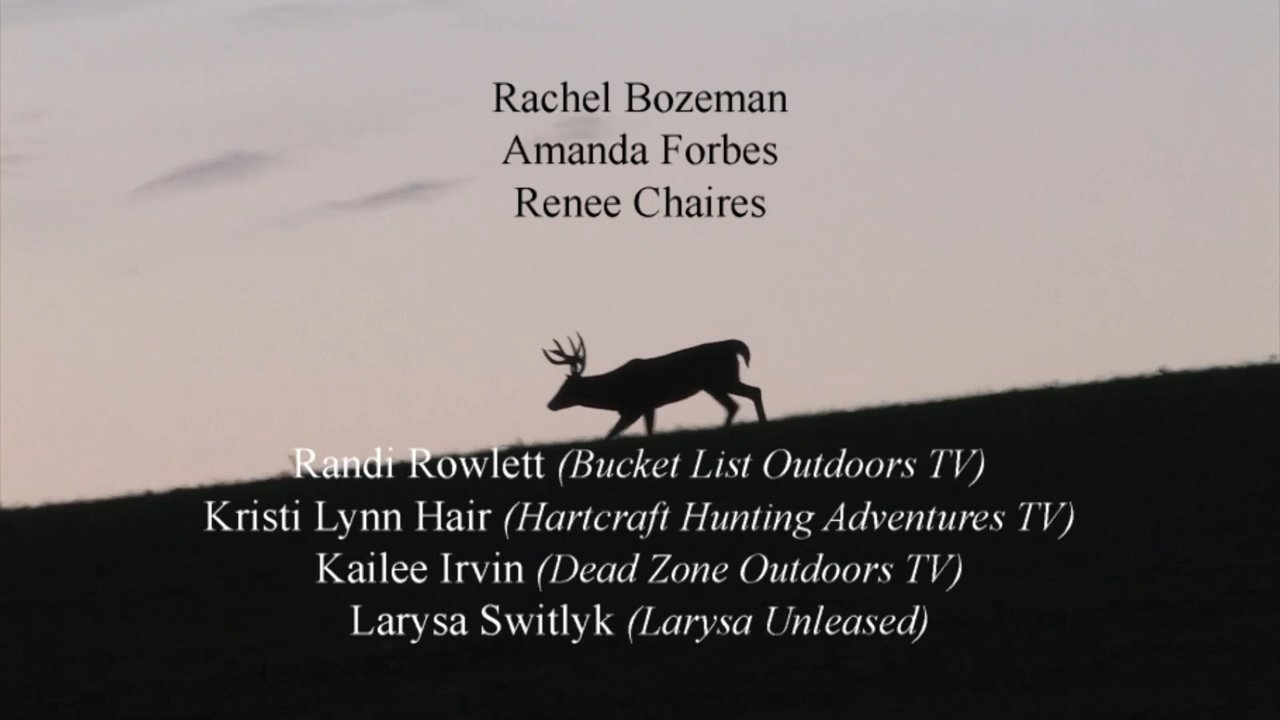 Rachel Bozeman
Amanda Forbes
Renee Chaires
Randi Rowlett (Bucket List Outdoors TV)
Kristi Lynn Hair (Hartcraft Hunting Adventures TV)
Kailee Irvin (Dead Zone Outdoors TV)
Larysa Switlyk (Larysa Unleased)